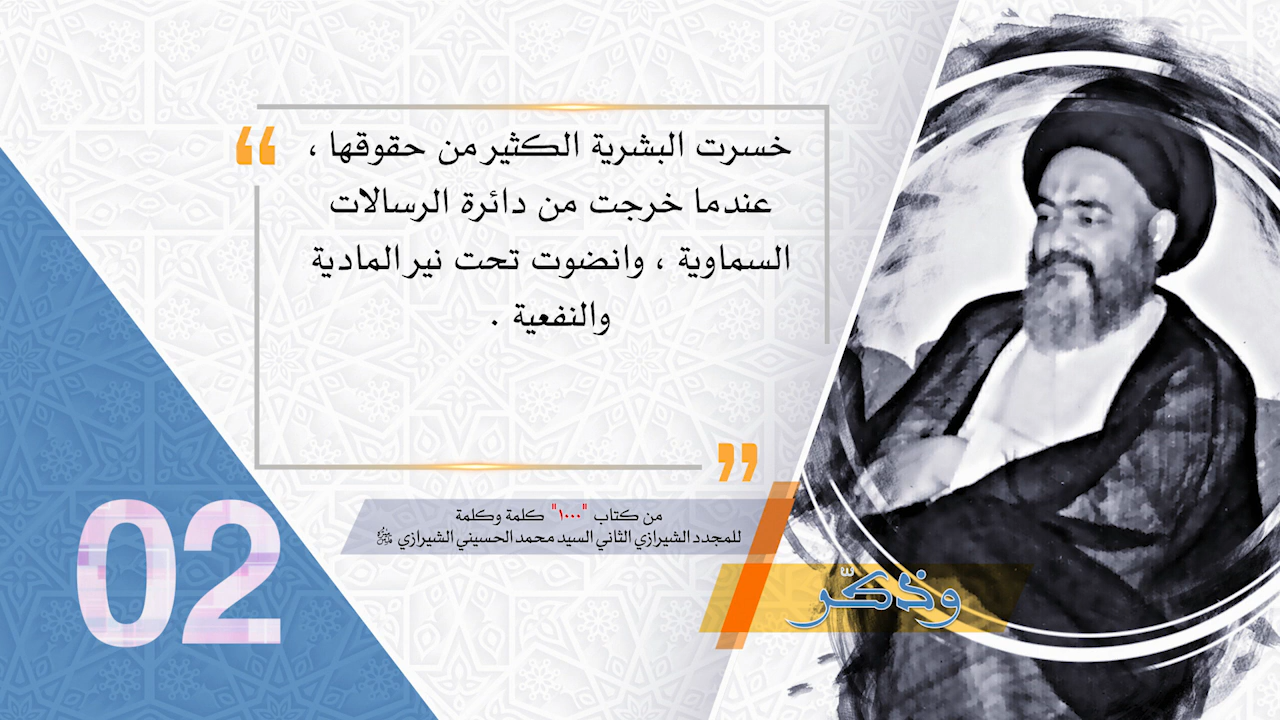 خسرت البشرية الكثير من حقوقها ،
عندما خرجت من دائرة الرسالات
السماوية ، وانضوت تحت نير المادية
والنفعية .
من كتاب "١٠٠٠" كلمة وكلمة
للمجدد الشيرازي الثاني السيد محمد الحسيني الشيرازي
وذكّر
02